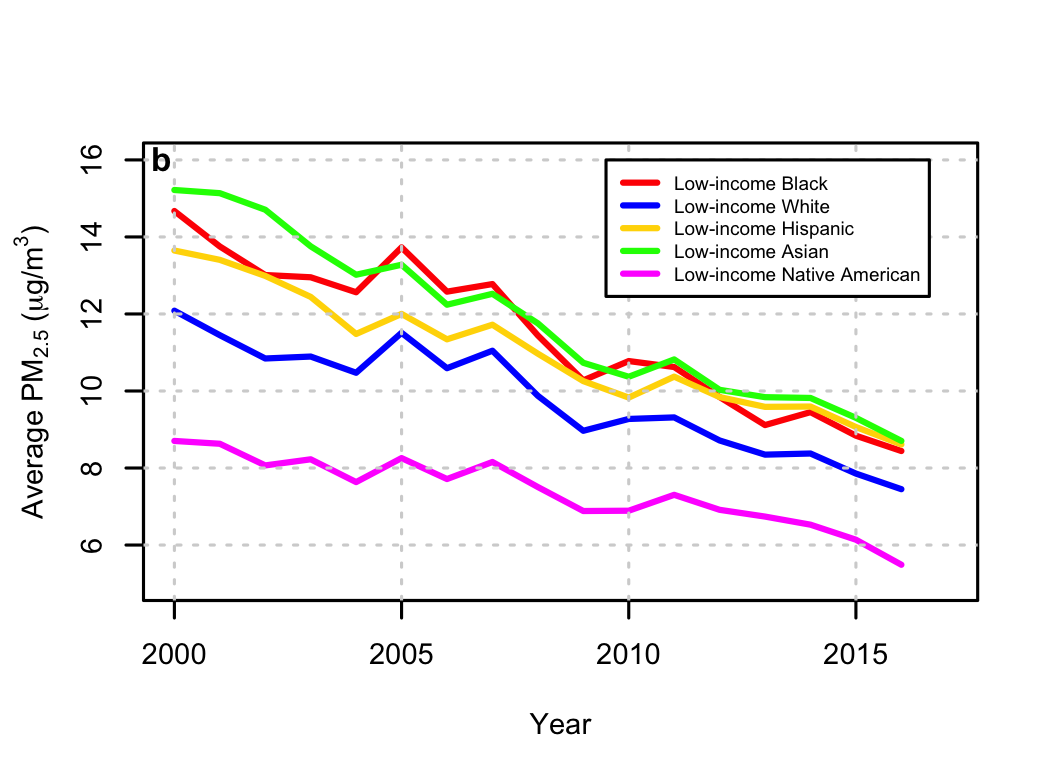 b
Low-income Black
Low-income White
Low-income Hispanic
Low-income Asian
Low-income Native American
Average PM2.5 (μg/m3)
16
14
12
10
8
6
2000 2005 2010 2015
Year